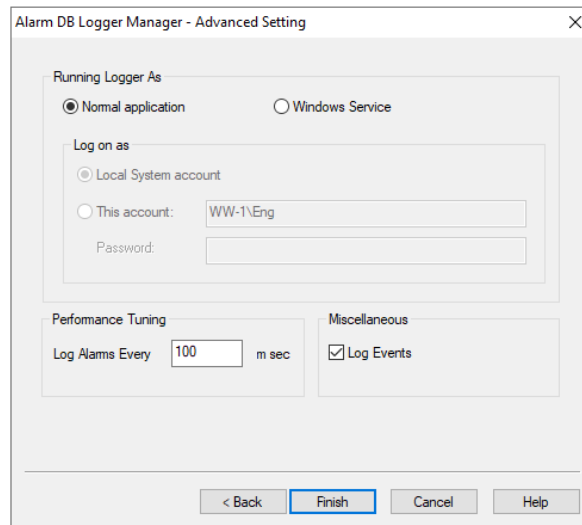 Alarm DB Logger Manager - Advanced Setting
Running Logger As
Normal application Windows Service
Log on as
Local System account
This account: WW-1\Eng
Password:
Performance Tuning Miscellaneous
Log Alarms Every 100 m sec Log Events
< Back Finish Cancel Help